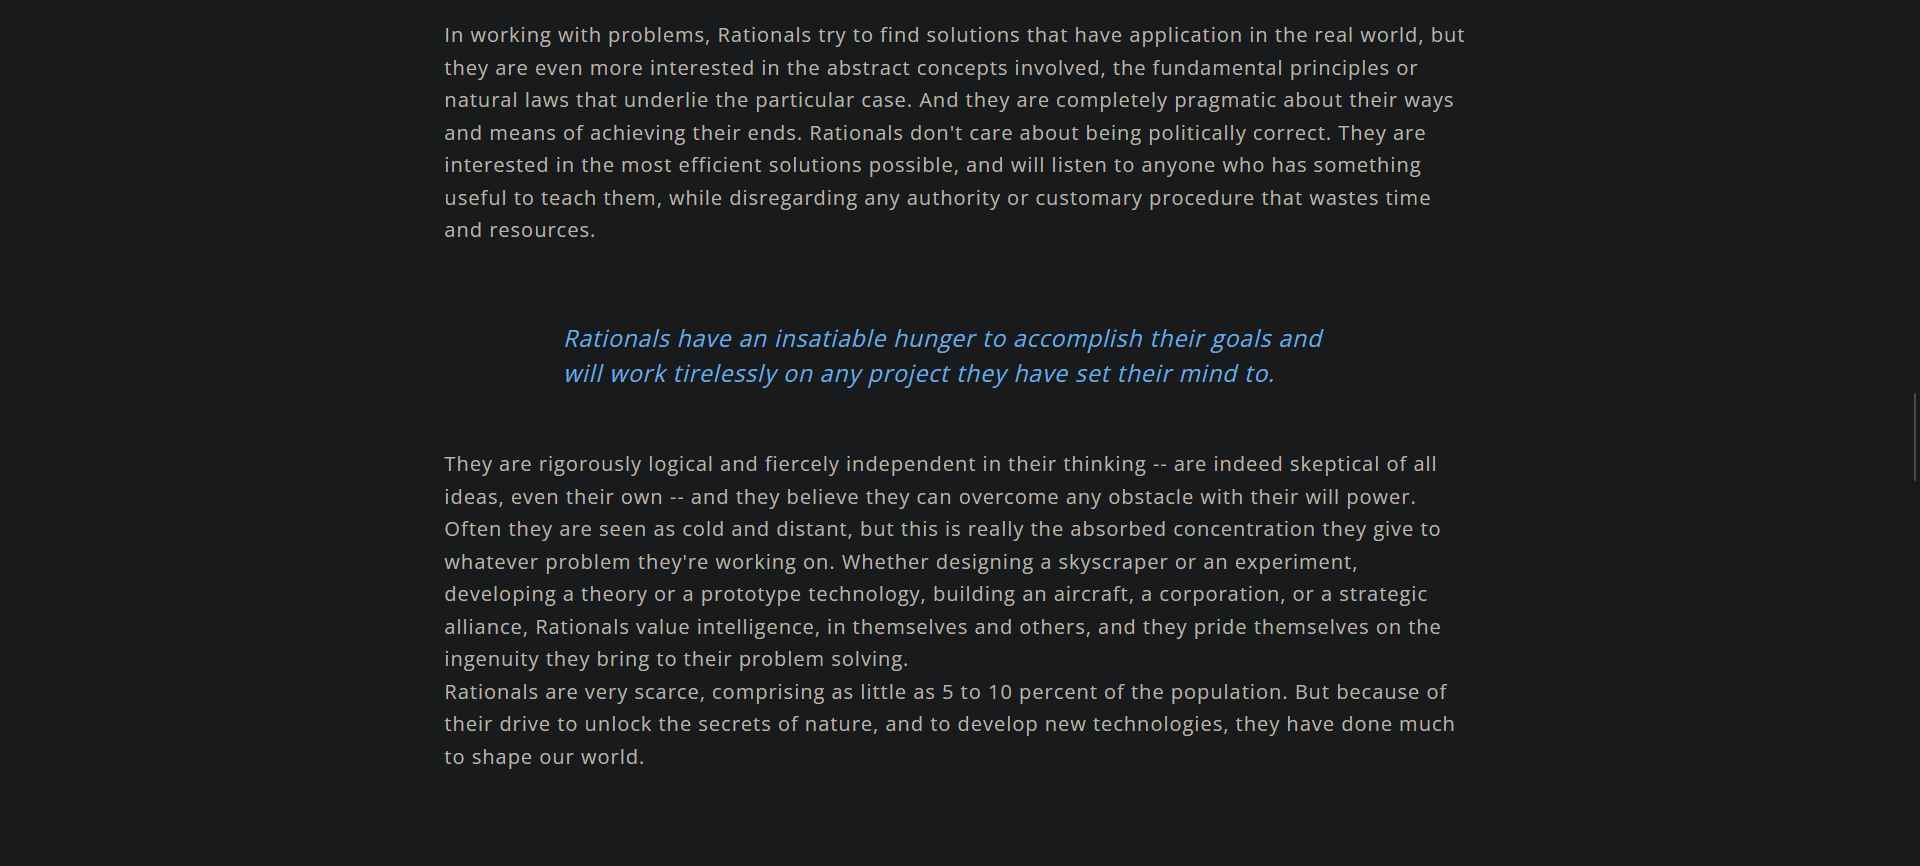 In working with problems, Rationals try to find solutions that have application in the real world, but
they are even more interested in the abstract concepts involved, the fundamental principles or
natural laws that underlie the particular case. And they are completely pragmatic about their ways
and means of achieving their ends. Rationals don't care about being politically correct. They are
interested in the most efficient solutions possible, and will listen to anyone who has something
useful to teach them, while disregarding any authority or customary procedure that wastes time
and resources.
Rationals have an insatiable hunger to accomplish their goals and
will work tirelessly on any project they have set their mind to.
They are rigorously logical and fiercely independent in their thinking -- are indeed skeptical of all
ideas, even their own -- and they believe they can overcome any obstacle with their will power.
Often they are seen as cold and distant, but this is really the absorbed concentration they give to
whatever problem they're working on. Whether designing a skyscraper or an experiment,
developing a theory or a prototype technology, building an aircraft, a corporation, or a strategic
alliance, Rationals value intelligence, in themselves and others, and they pride themselves on the
ingenuity they bring to their problem solving.
Rationals are very scarce, comprising as little as 5 to 10 percent of the population. But because of
their drive to unlock the secrets of nature, and to develop new technologies, they have done much
to shape our world.